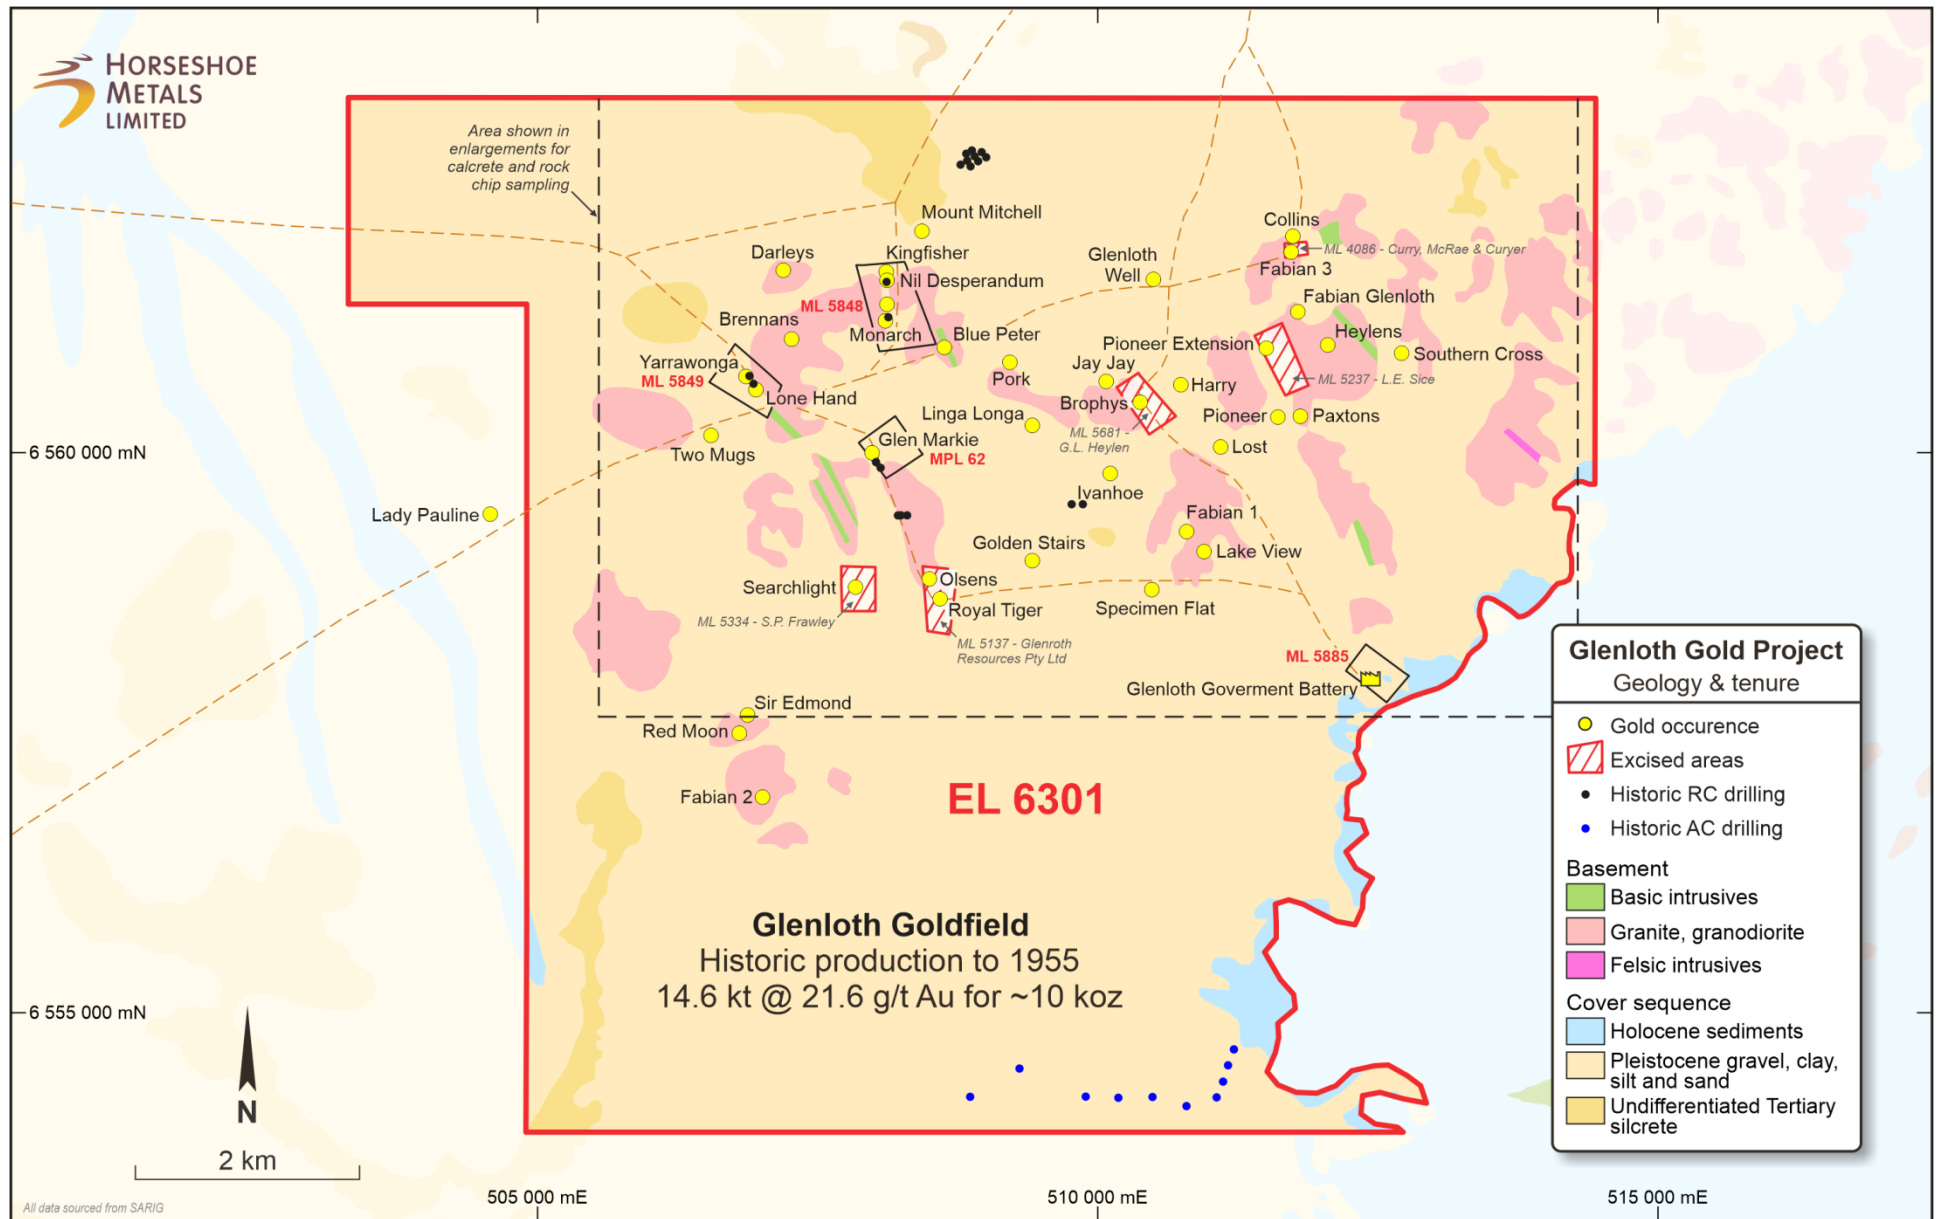 HORSESHOE
METALS
LIMITED
Area shown in
enlargements for
calcrete and rock
chip sampling
Mount Mitchell
Collins
Darleys
Kingfisher
Glenloth
Well
ML 4086 - Curry, McRae & Curyer
Fabian 3
Nil Desperandum
ML 5848
Fabian Glenloth
Brennans
Monarch
Blue Peter
Pioneer Extension
Heylens
Southern Cross
Yarrawonga
ML 5849
Jay Jay
Pork
ML 5237 - L.E. Sice
Lone Hand
Brophys
Harry
Linga Longa
Pioneer
Paxtons
ML 5681 -
G.L. Heylen
Glen Markie
MPL 62
Two Mugs
Lost
6 560 000 mN
Ivanhoe
Lady Pauline
Fabian 1
Golden Stairs
Lake View
Searchlight
Olsens
Royal Tiger
Specimen Flat
ML 5334 - S.P. Frawley
ML 5137 - Glenroth
Resources Pty Ltd
ML 5885
Glenloth Goverment Battery
Sir Edmond
Red Moon
Fabian 2
EL 6301
Glenloth Goldfield
Historic production to 1955
14.6 kt @ 21.6 g/t Au for ~10 koz
6 555 000 mN
N
2 km
505 000 mE
510 000 mE
515 000 mE
All data sourced from SARIG
Glenloth Gold Project
Geology & tenure
Gold occurence
Excised areas
Historic RC drilling
Historic AC drilling
Basement
Basic intrusives
Granite, granodiorite
Felsic intrusives
Cover sequence
Holocene sediments
Pleistocene gravel, clay,
silt and sand
Undifferentiated Tertiary
silcrete